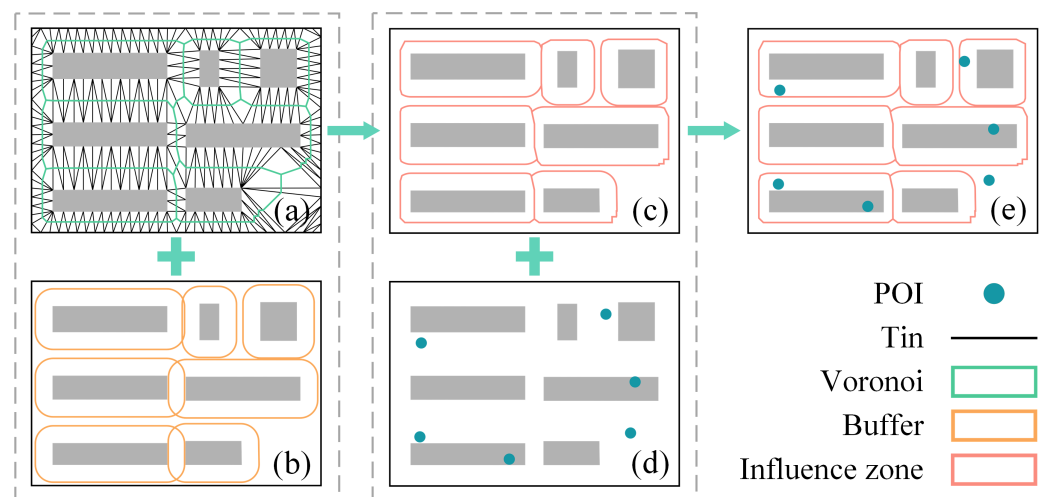 (a)
(b)
(c)
(d)
(e)
POI
Tin
Voronoi
Buffer
Influence zone